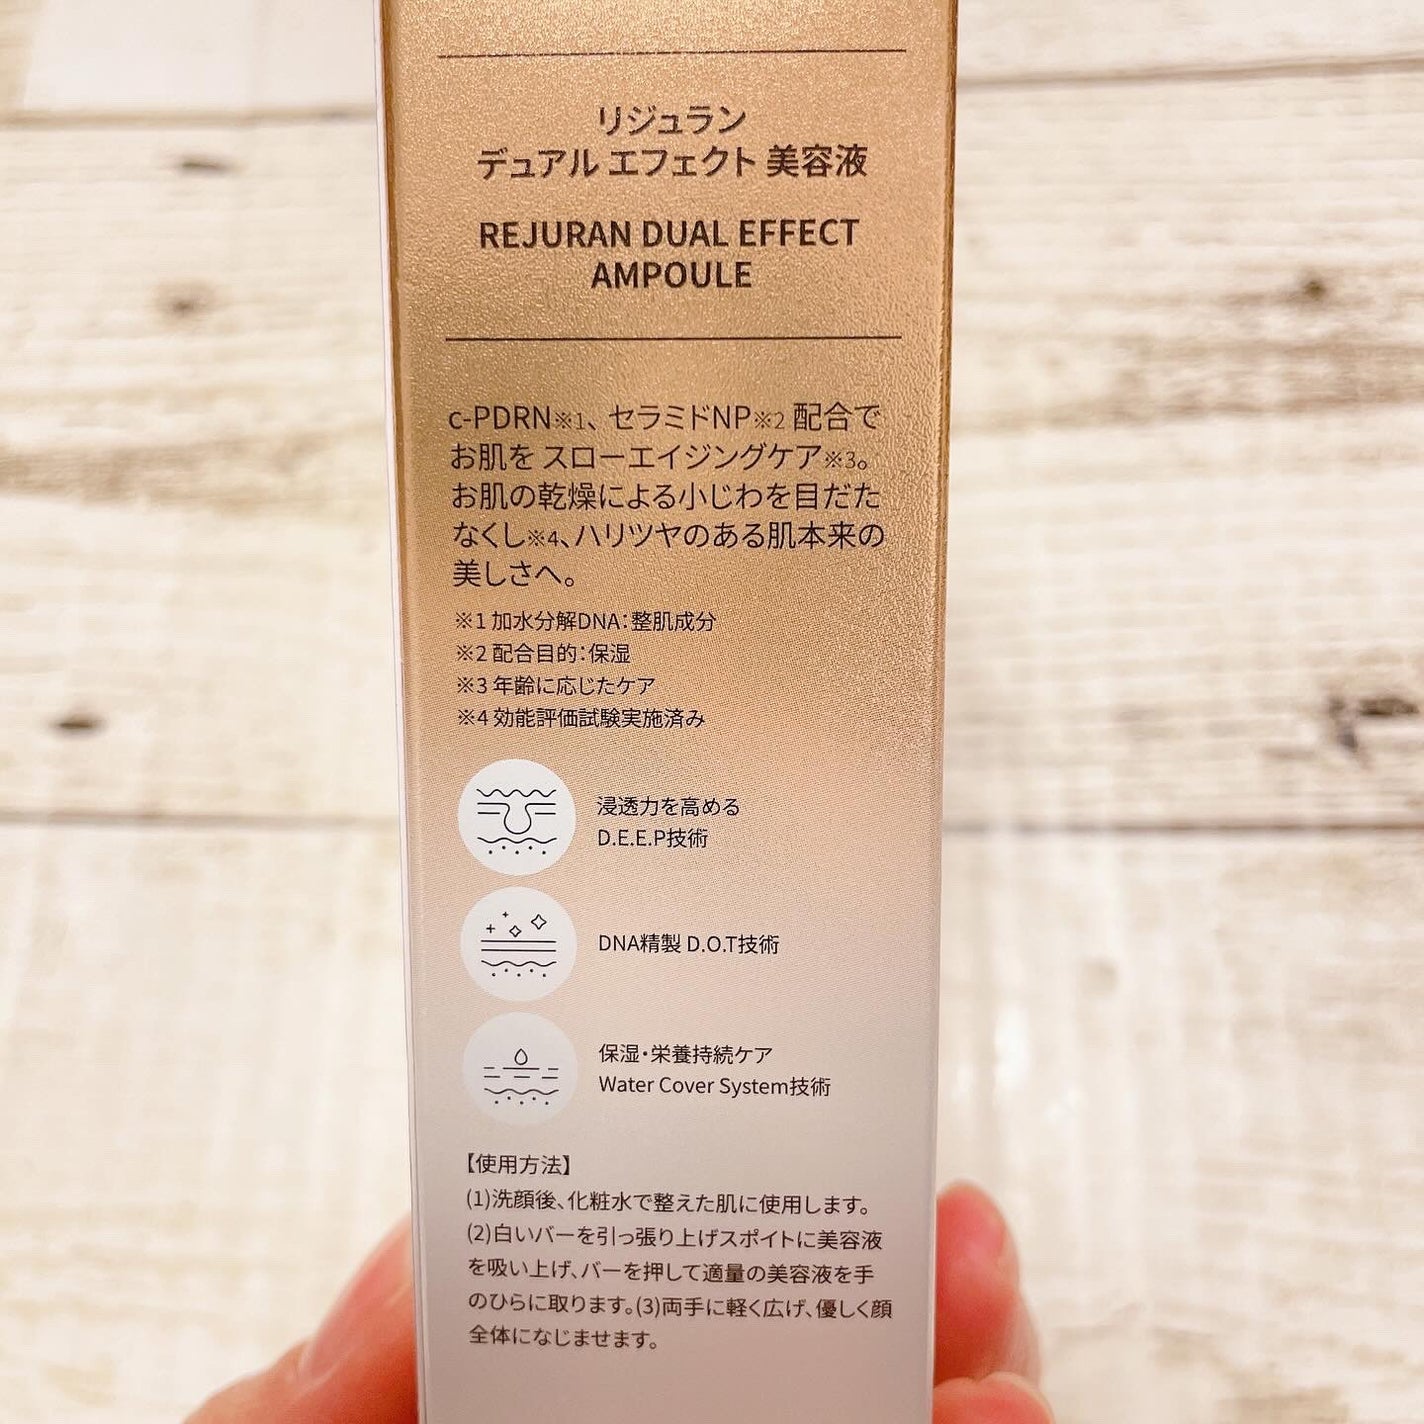 リジュラン
デュアル エフェクト 美容液
REJURAN DUAL EFFECT
AMPOULE
c-PDRN※1、セラミドNP※2 配合で
お肌を スローエイジングケア※3。
お肌の乾燥による小じわを目だた
なくし※4、ハリツヤのある肌本来の
美しさへ。
※1 加水分解DNA：整肌成分
※2 配合目的：保湿
※3 年齢に応じたケア
※4 効能評価試験実施済み
浸透力を高める
D.E.E.P技術
DNA精製 D.O.T技術
保湿・栄養持続ケア
Water Cover System技術
【使用方法】
(1)洗顔後、化粧水で整えた肌に使用します。
(2)白いバーを引っ張り上げスポイトに美容液
を吸い上げ、バーを押して適量の美容液を手
のひらに取ります。(3)両手に軽く広げ、優しく顔
全体になじませます。